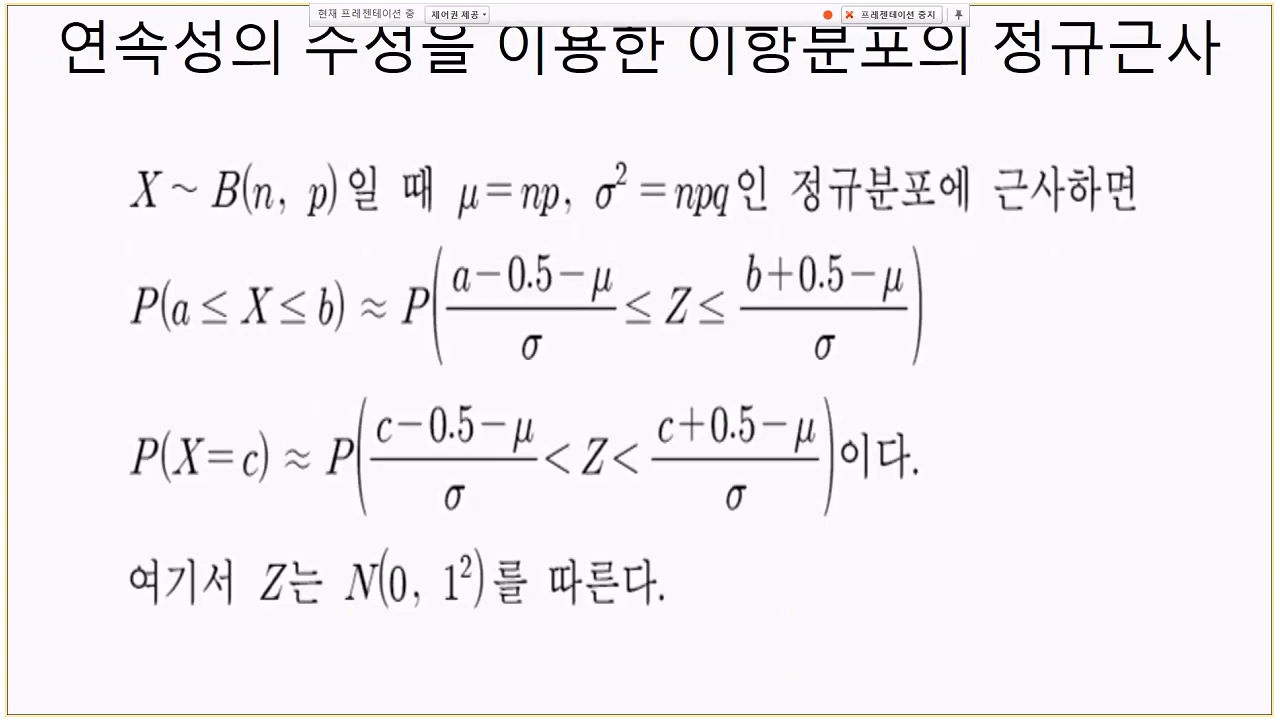 현재 프레젠테이션 중 제어권 제공 프레젠테이션 중지
연속성의 수정을 이용한 이항분포의 정규근사
X ~ B(n, p)일 때 μ = np, σ² = npq인 정규분포에 근사하면
P(a ≤ X ≤ b) ≈ P((a−0.5−μ)/σ ≤ Z ≤ (b+0.5−μ)/σ)
P(X = c) ≈ P((c−0.5−μ)/σ < Z < (c+0.5−μ)/σ)이다.
여기서 Z는 N(0, 1²)를 따른다.